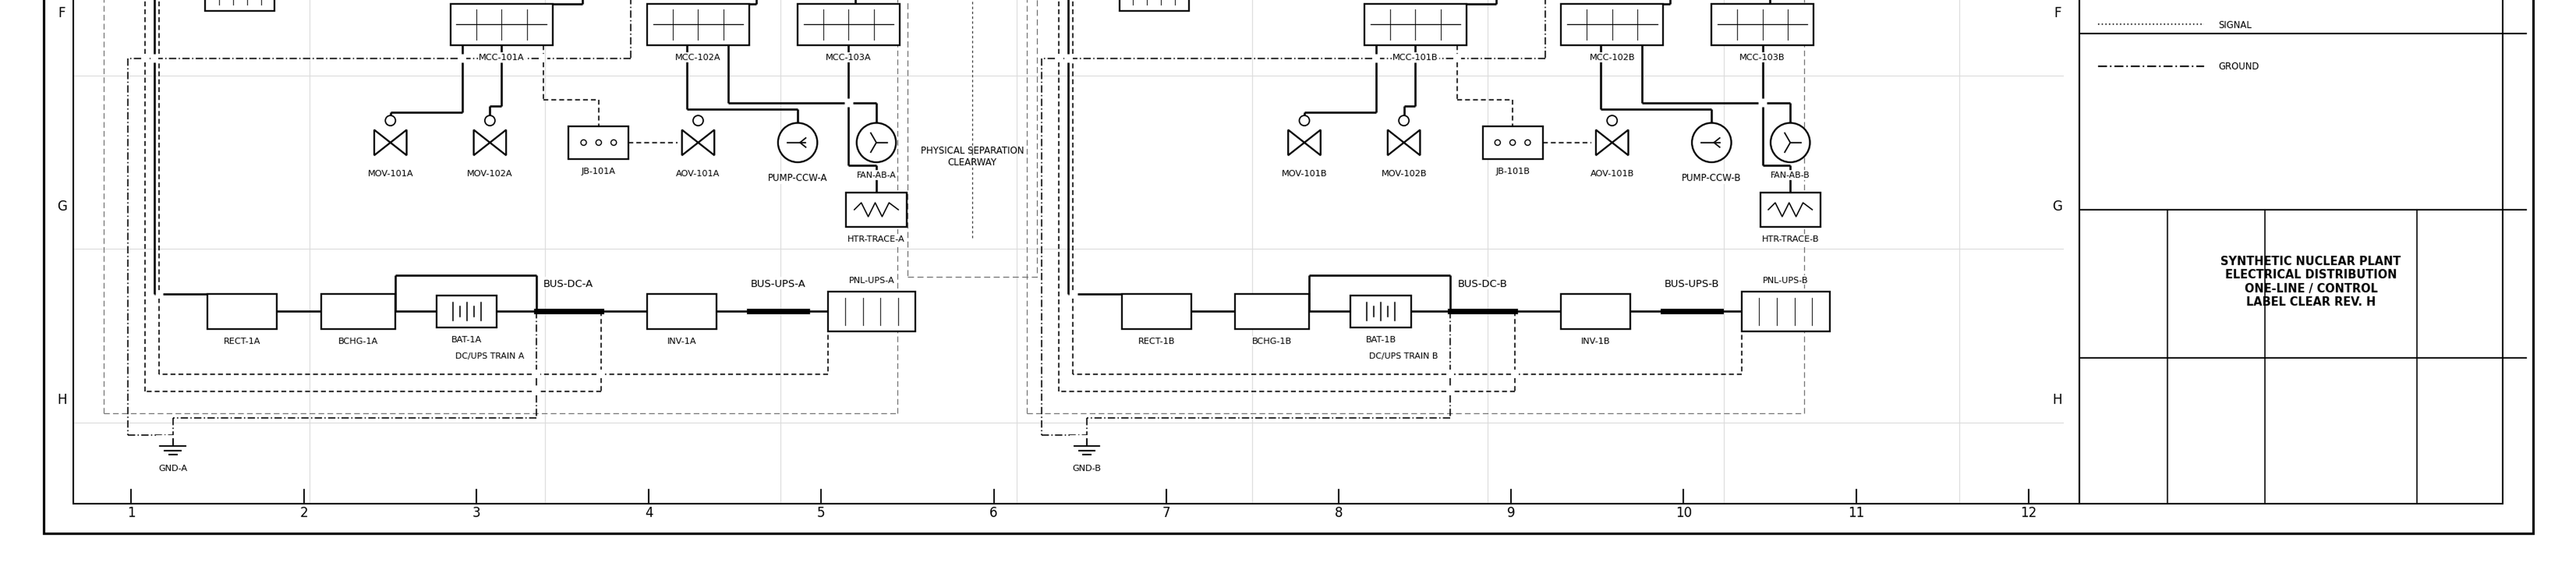 F
F
SIGNAL
MCC-101A
MCC-102A
MCC-103A
MCC-101B
MCC-102B
MCC-103B
GROUND
PHYSICAL SEPARATION
CLEARWAY
MOV-101A
MOV-102A
JB-101A
AOV-101A
PUMP-CCW-A
FAN-AB-A
MOV-101B
MOV-102B
JB-101B
AOV-101B
PUMP-CCW-B
FAN-AB-B
G
G
HTR-TRACE-A
HTR-TRACE-B
SYNTHETIC NUCLEAR PLANT
ELECTRICAL DISTRIBUTION
ONE-LINE / CONTROL
LABEL CLEAR REV. H
BUS-DC-A
BUS-UPS-A
PNL-UPS-A
BUS-DC-B
BUS-UPS-B
PNL-UPS-B
RECT-1A
BCHG-1A
BAT-1A
INV-1A
RECT-1B
BCHG-1B
BAT-1B
INV-1B
DC/UPS TRAIN A
DC/UPS TRAIN B
H
H
GND-A
GND-B
1 2 3 4 5 6 7 8 9 10 11 12